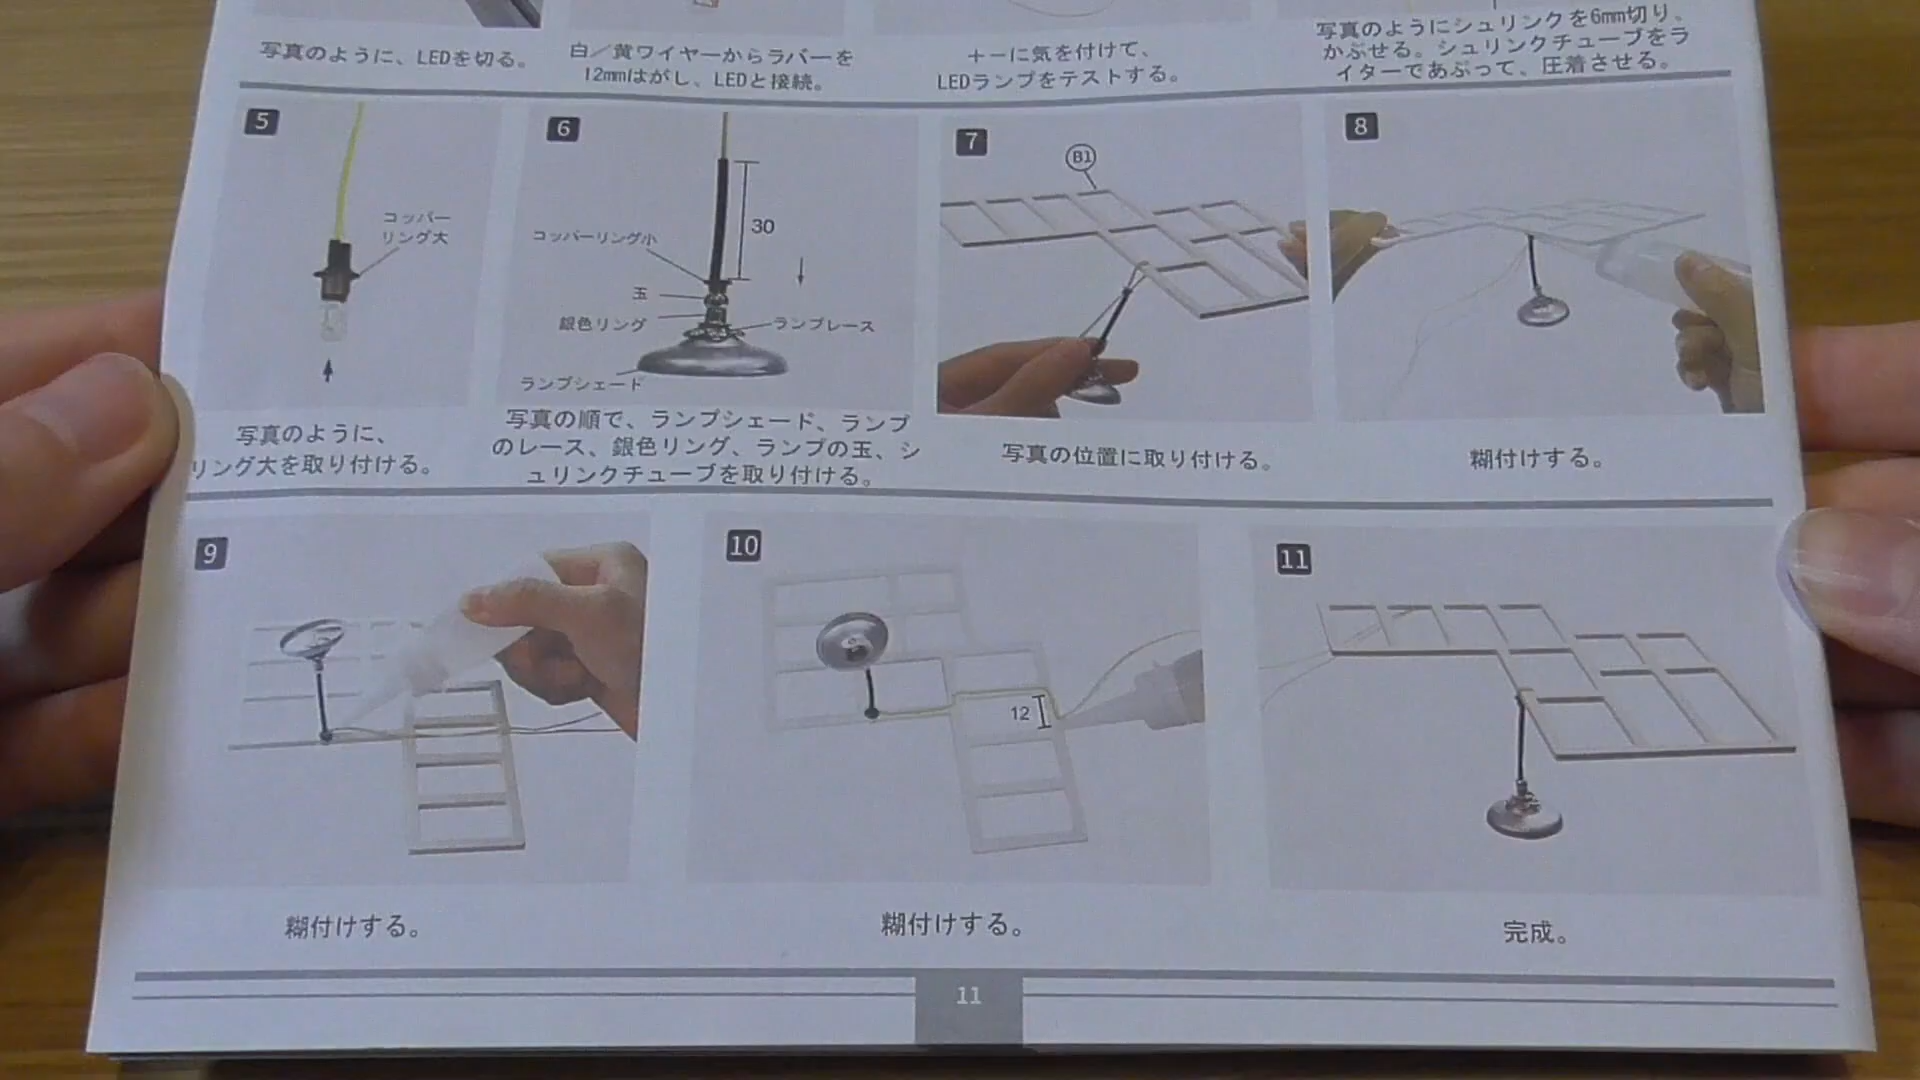 写真のように、LEDを切る。
白／黄ワイヤーからラバーを
12mmはがし、LEDと接続。
＋－に気を付けて、
LEDランプをテストする。
写真のようにシュリンクを6mm切り、
かぶせる。シュリンクチューブをラ
イターであぶって、圧着させる。
5
コッパー
リング大
写真のように、
リング大を取り付ける。
6
30
コッパーリング小
玉
銀色リング
ランプレース
ランプシェード
写真の順で、ランプシェード、ランプ
のレース、銀色リング、ランプの玉、シ
ュリンクチューブを取り付ける。
7
B1
写真の位置に取り付ける。
8
糊付けする。
9
糊付けする。
10
12
糊付けする。
11
完成。
11